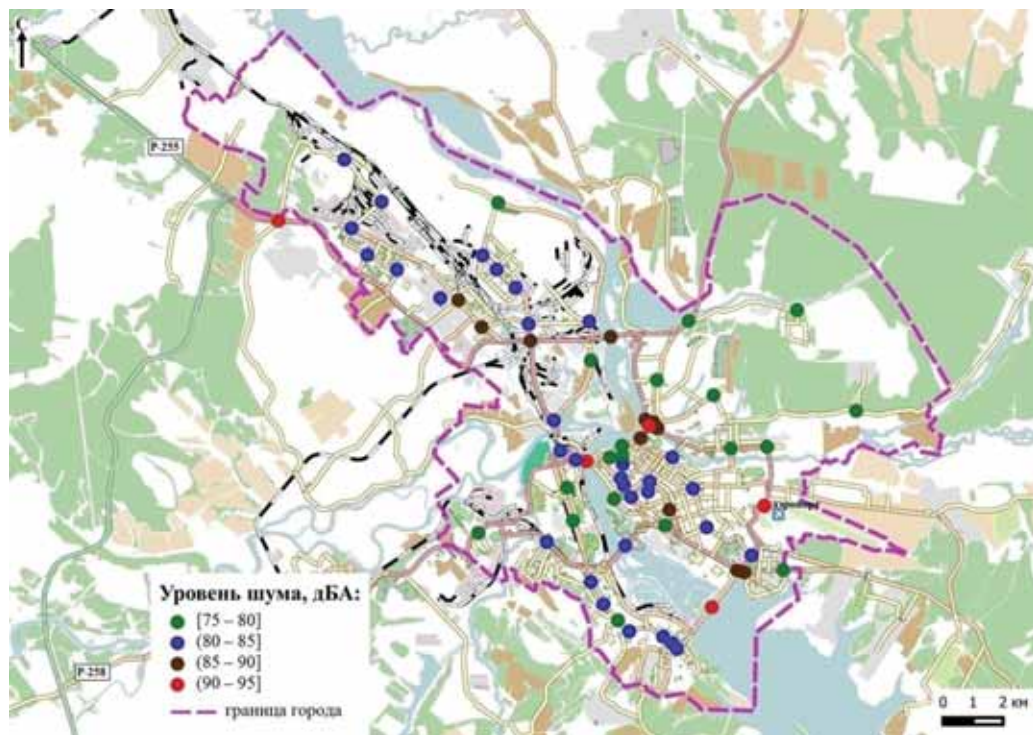 С
Р-255
Аэропорт
Уровень шума, дБА:
[75 – 80]
(80 – 85]
(85 – 90]
(90 – 95]
граница города
Р-258
0 1 2 км